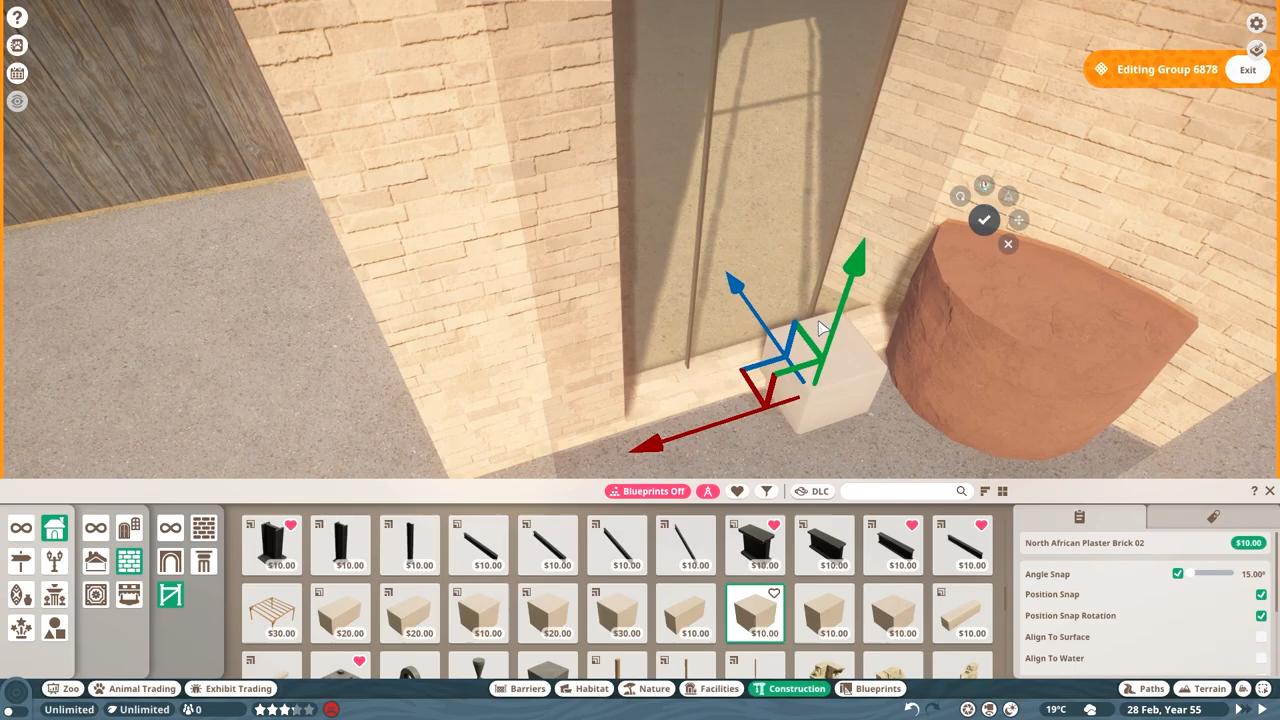 Editing Group 6878
Exit
Blueprints Off
DLC
$10.00
$10.00
$10.00
$10.00
$10.00
$10.00
$10.00
$10.00
$10.00
$10.00
$10.00
$30.00
$20.00
$20.00
$10.00
$20.00
$30.00
$10.00
$10.00
$10.00
$10.00
$10.00
North African Plaster Brick 02
$10.00
Angle Snap
15.00°
Position Snap
Position Snap Rotation
Align To Surface
Align To Water
Zoo
Animal Trading
Exhibit Trading
Barriers
Habitat
Nature
Facilities
Construction
Blueprints
Paths
Terrain
Unlimited
Unlimited
0
19°C
28 Feb, Year 55